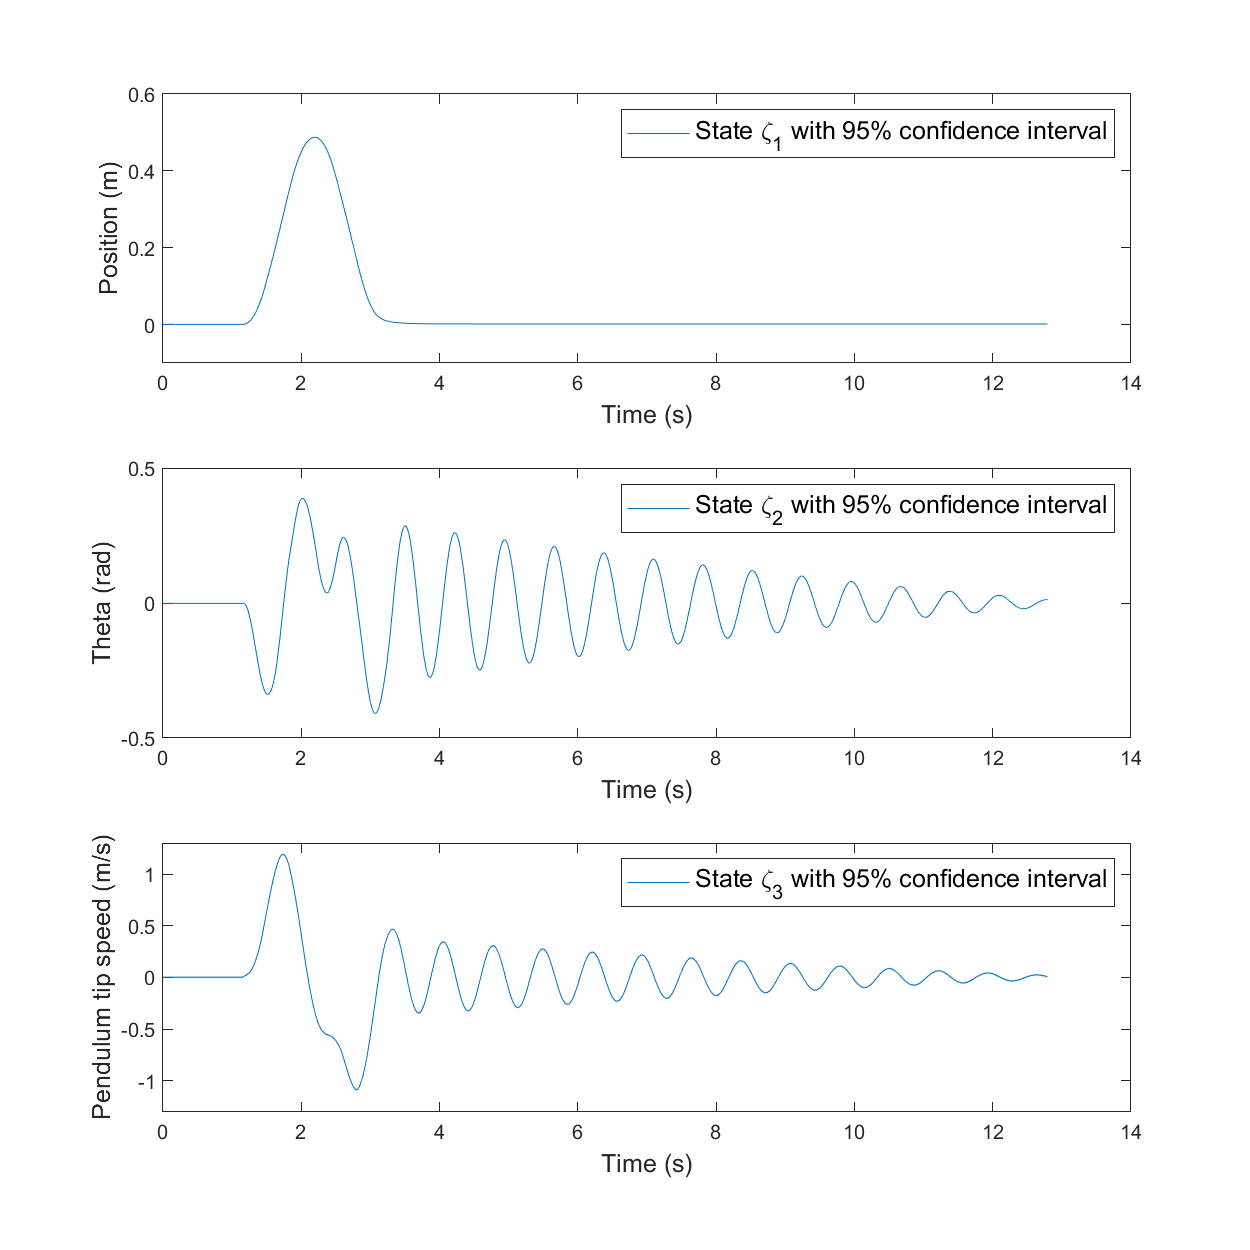 0.6
0.4
0.2
0
Position (m)
State ζ1 with 95% confidence interval
0 2 4 6 8 10 12 14
Time (s)
0.5
0
-0.5
Theta (rad)
State ζ2 with 95% confidence interval
0 2 4 6 8 10 12 14
Time (s)
1
0.5
0
-0.5
-1
Pendulum tip speed (m/s)
State ζ3 with 95% confidence interval
0 2 4 6 8 10 12 14
Time (s)